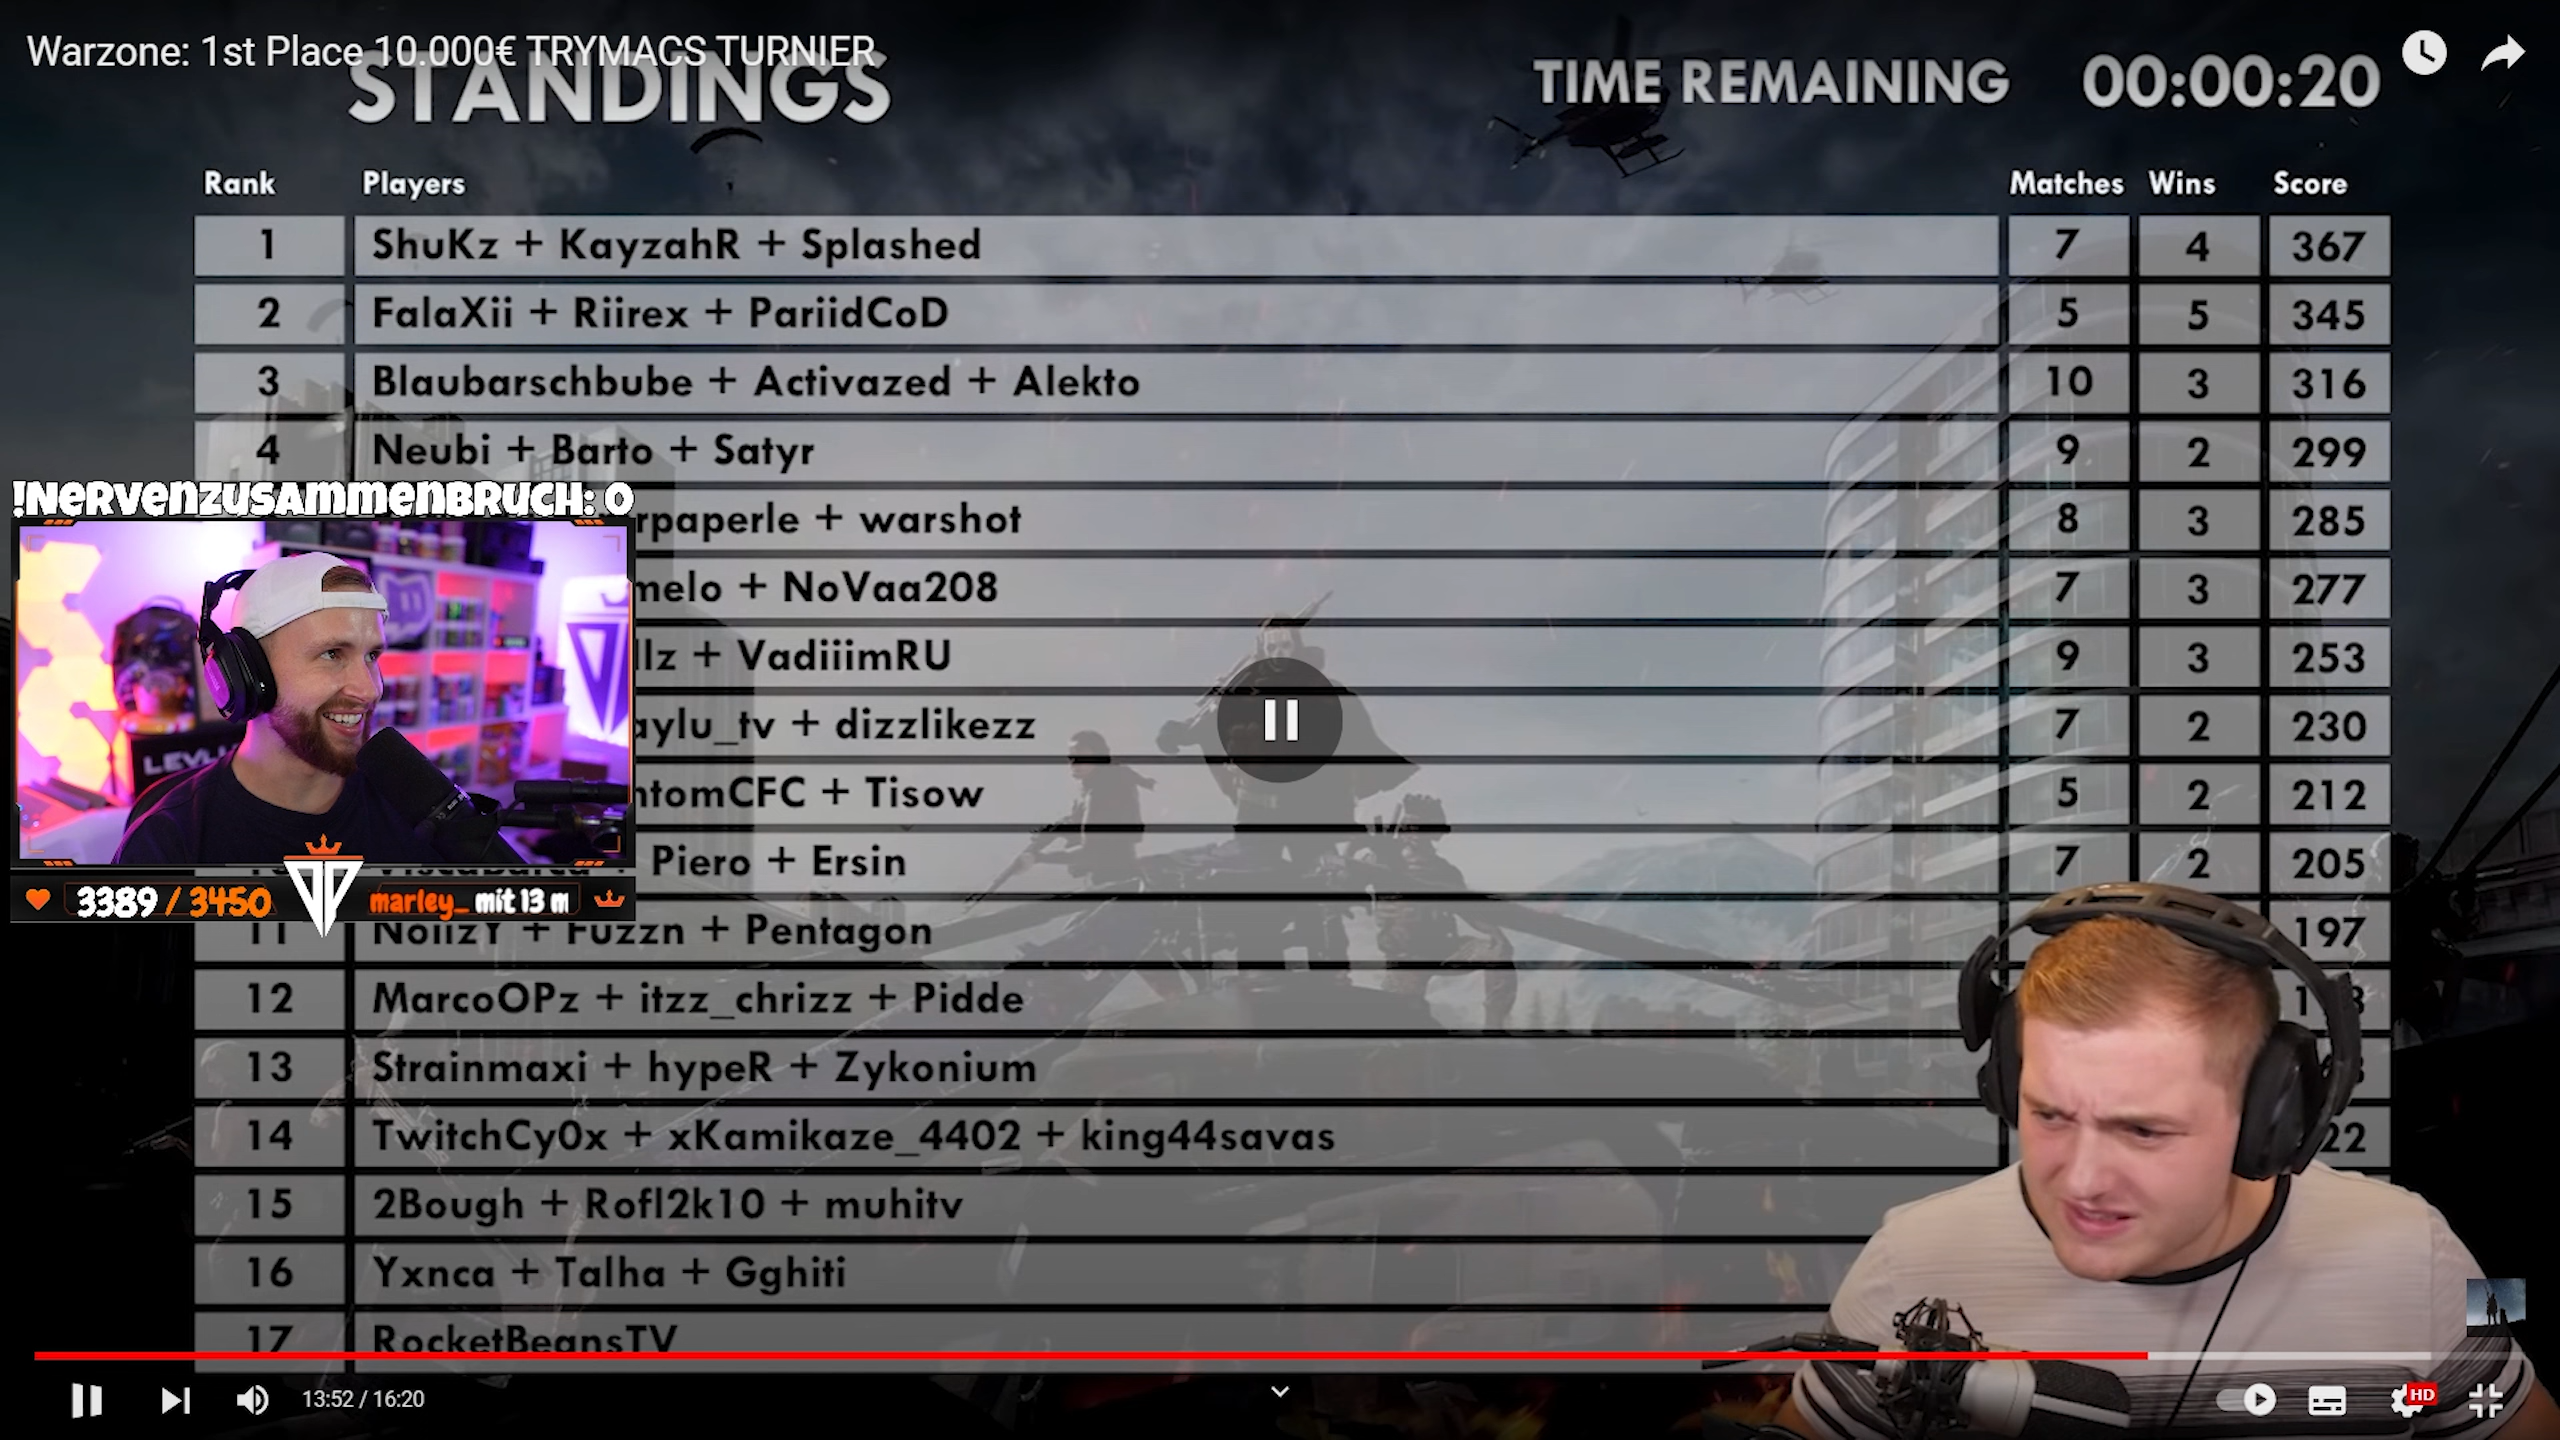 Warzone: 1st Place 10.000€ TRYMACS TURNIER
STANDINGS
TIME REMAINING 00:00:20
Rank Players Matches Wins Score
1 ShuKz + KayzahR + Splashed 7 4 367
2 FalaXii + Riirex + PariidCoD 5 5 345
3 Blaubarschbube + Activazed + Alekto 10 3 316
4 Neubi + Barto + Satyr 9 2 299
!NERVENZUSAMMENBRUCH: 0
rpaperle + warshot 8 3 285
melo + NoVaa208 7 3 277
llz + VadiiimRU 9 3 253
aylu_tv + dizzlikezz 7 2 230
ntomCFC + Tisow 5 2 212
Piero + Ersin 7 2 205
3389 / 3450 marley_ mit 13 m
11 NoiizY + Fuzzn + Pentagon 197
12 MarcoOPz + itzz_chrizz + Pidde
13 Strainmaxi + hypeR + Zykonium
14 TwitchCy0x + xKamikaze_4402 + king44savas 22
15 2Bough + Rofl2k10 + muhitv
16 Yxnca + Talha + Gghiti
17 RocketBeansTV
13:52 / 16:20
HD